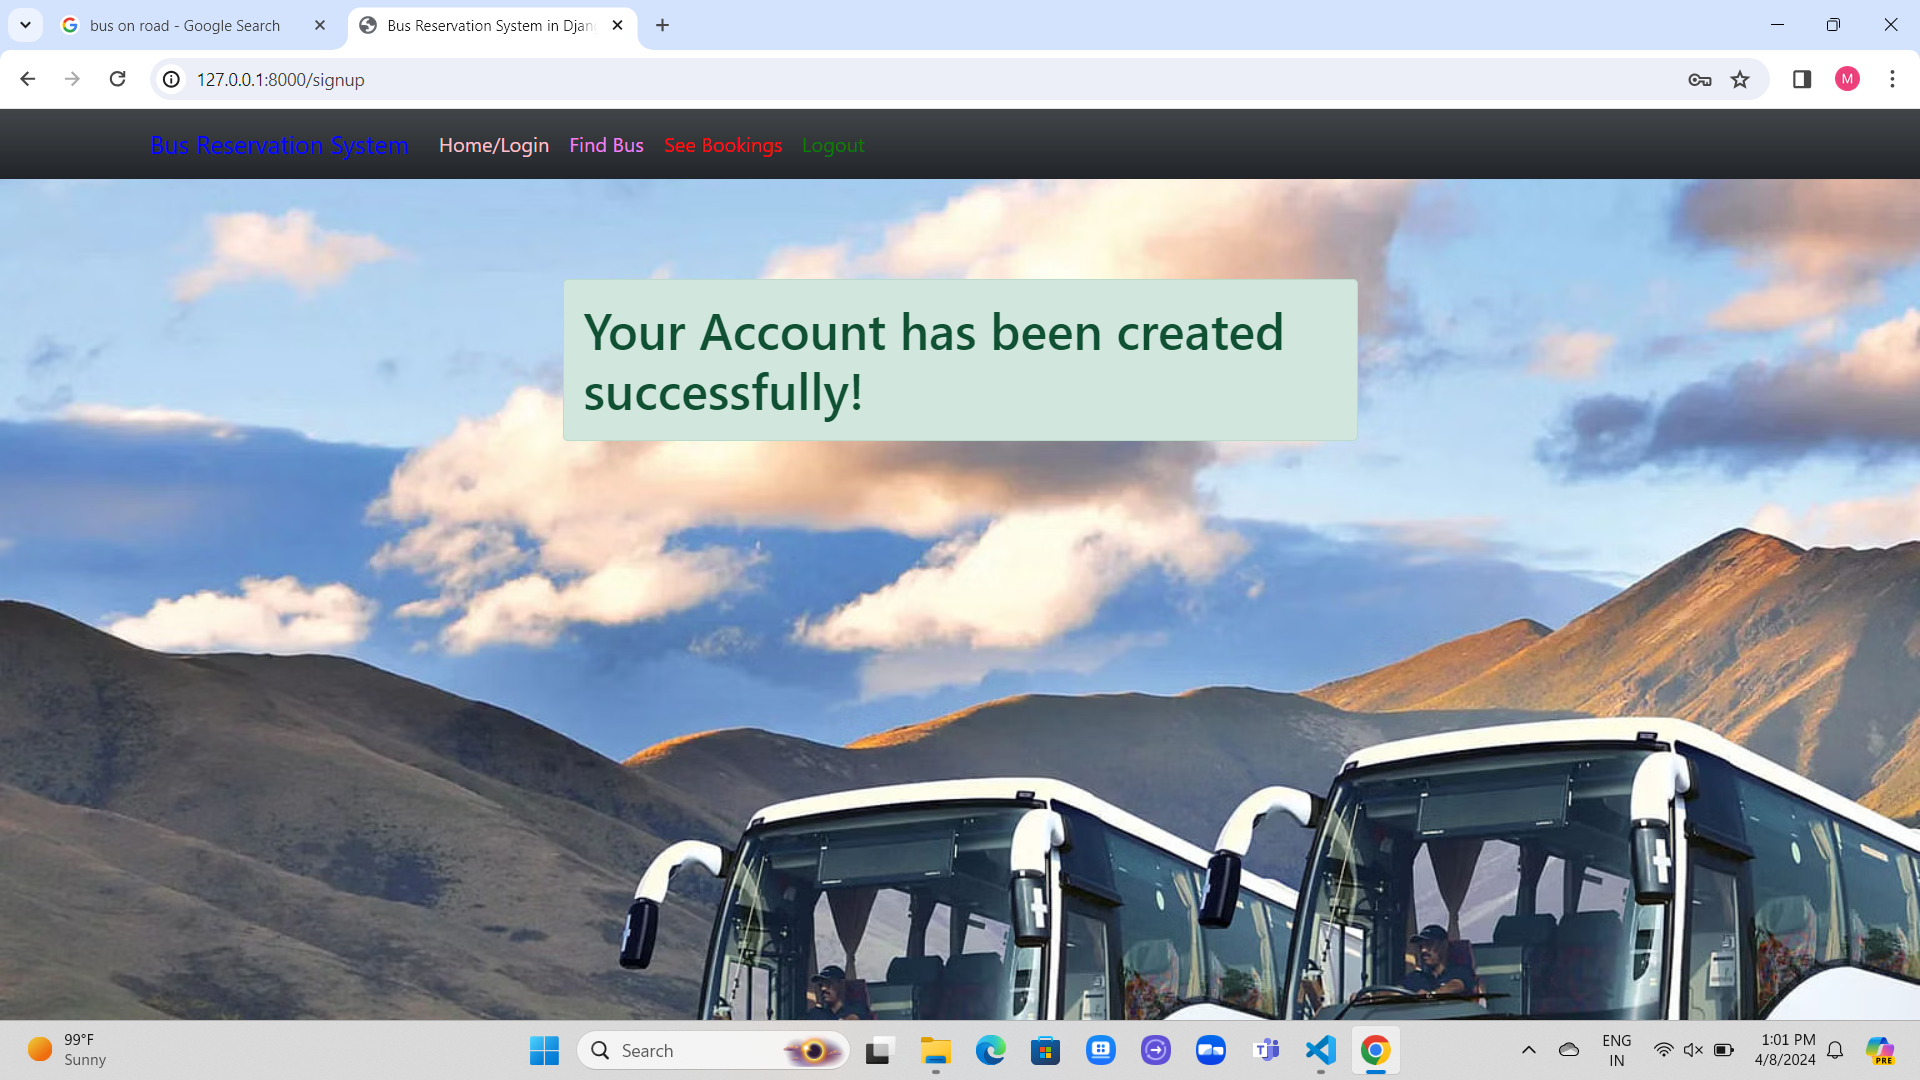 bus on road - Google Search
Bus Reservation System in Djan
127.0.0.1:8000/signup
M
Bus Reservation System Home/Login Find Bus See Bookings Logout
Your Account has been created
successfully!
99°F
Sunny
Search
ENG
IN
1:01 PM
4/8/2024
PRE